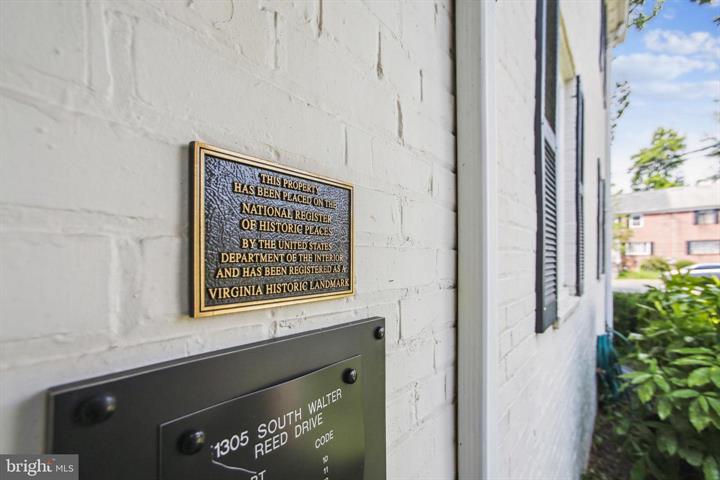 THIS PROPERTY
HAS BEEN PLACED ON THE
NATIONAL REGISTER
OF HISTORIC PLACES
BY THE UNITED STATES
DEPARTMENT OF THE INTERIOR
AND HAS BEEN REGISTERED AS A
VIRGINIA HISTORIC LANDMARK
1305 SOUTH WALTER
REED DRIVE
CODE
10
11
bright MLS